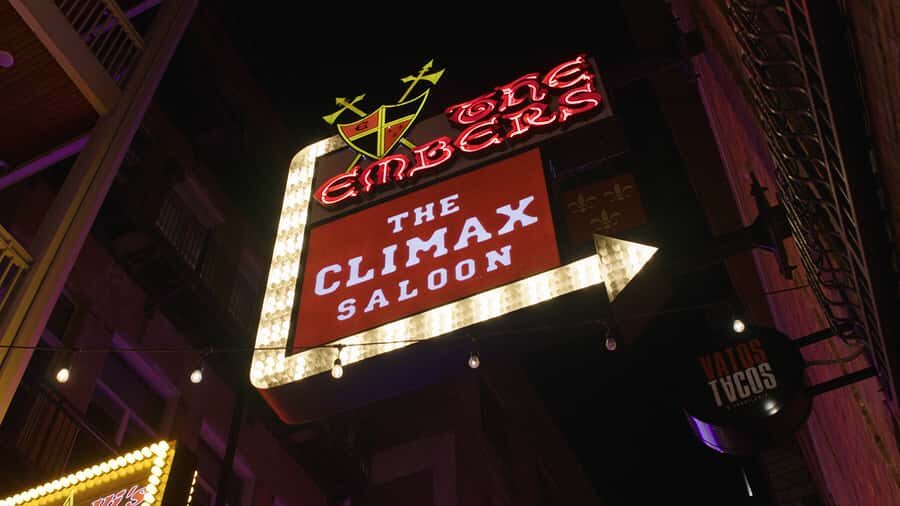 THE
EMBERS
THE
CLIMAX
SALOON
VATOS
TACOS